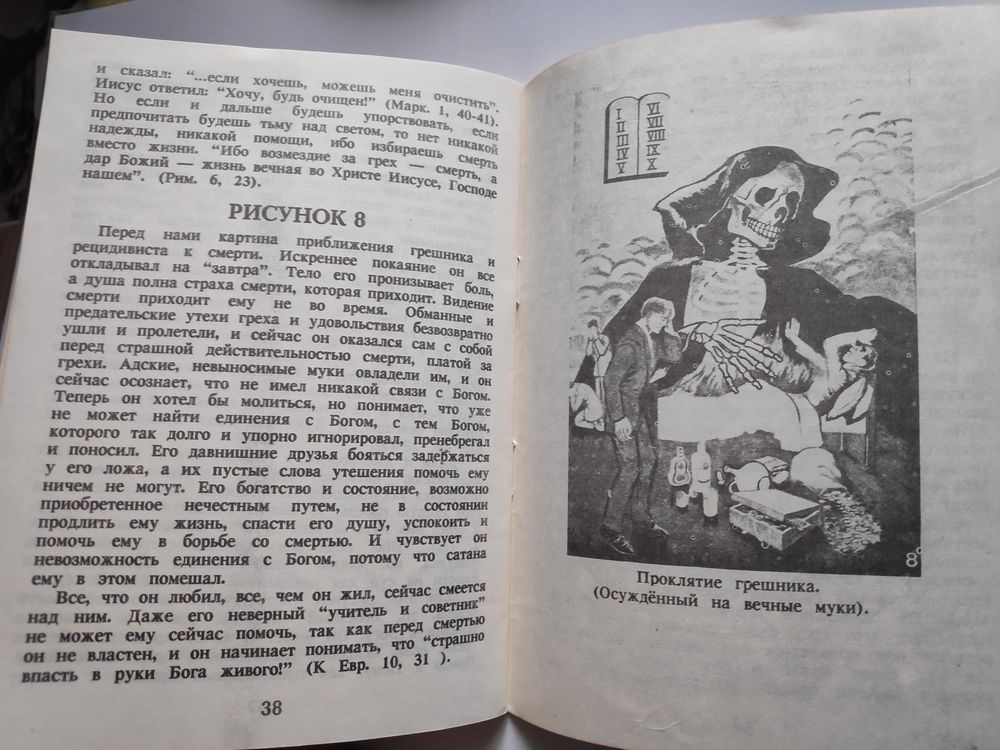 и сказал: “...если хочешь, можешь меня очистить”.
Иисус ответил: “Хочу, будь очищен!” (Марк. 1, 40-41).
Но если и дальше будешь упорствовать, если
предпочитать будешь тьму над светом, то нет никакой
надежды, никакой помощи, ибо избираешь смерть
вместо жизни. “Ибо возмездие за грех — смерть, а
дар Божий — жизнь вечная во Христе Иисусе, Господе
нашем”. (Рим. 6, 23).
РИСУНОК 8
Перед нами картина приближения грешника и
рецидивиста к смерти. Искреннее покаяние он все
откладывал на “завтра”. Тело его пронизывает боль,
а душа полна страха смерти, которая приходит. Видение
смерти приходит ему не во время. Обманные и
предательские утехи греха и удовольствия безвозвратно
ушли и пролетели, и сейчас он оказался сам с собой
перед страшной действительностью смерти, платой за
грехи. Адские, невыносимые муки овладели им, и он
сейчас осознает, что не имел никакой связи с Богом.
Теперь он хотел бы молиться, но понимает, что уже
не может найти единения с Богом, с тем Богом,
которого так долго и упорно игнорировал, пренебрегал
и поносил. Его давнишние друзья бояться задержаться
у его ложа, а их пустые слова утешения помочь ему
ничем не могут. Его богатство и состояние, возможно
приобретенное нечестным путем, не в состоянии
продлить ему жизнь, спасти его душу, успокоить и
помочь ему в борьбе со смертью. И чувствует он
невозможность единения с Богом, потому что сатана
ему в этом помешал.
Все, что он любил, все, чем он жил, сейчас смеется
над ним. Даже его неверный “учитель и советник”
не может ему сейчас помочь, так как перед смертью
он не властен, и он начинает понимать, что “страшно
впасть в руки Бога живого!” (К Евр. 10, 31 ).
38
I VI
II VII
III VIII
IV IX
V X
8
Проклятие грешника.
(Осуждённый на вечные муки).